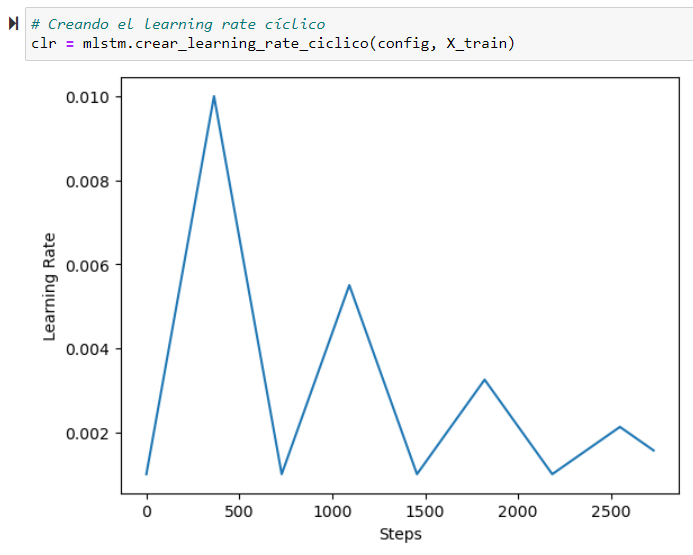 # Creando el learning rate cíclico
clr = mlstm.crear_learning_rate_ciclico(config, X_train)
0.010
0.008
0.006
0.004
0.002
Learning Rate
0 500 1000 1500 2000 2500
Steps